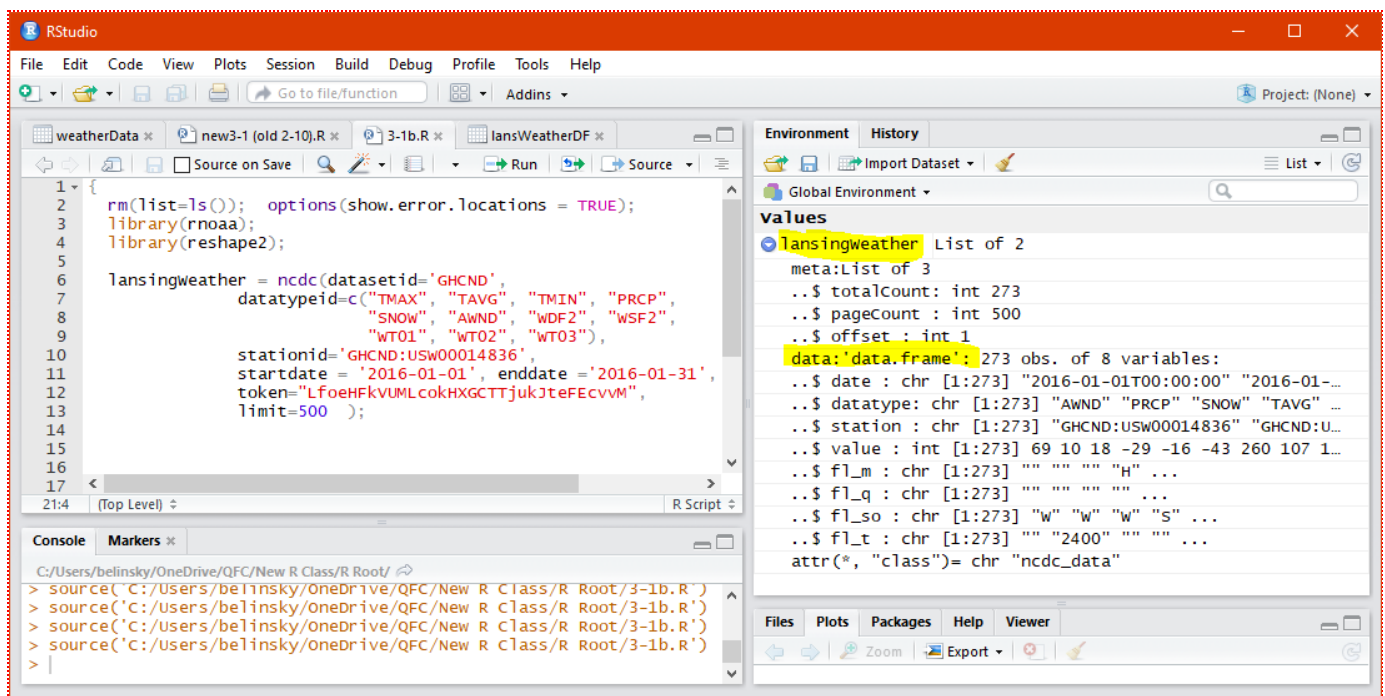 RStudio
File Edit Code View Plots Session Build Debug Profile Tools Help
Go to file/function Addins Project: (None)
weatherData new3-1 (old 2-10).R 3-1b.R lansWeatherDF
Source on Save Run Source
1 {
2 rm(list=ls()); options(show.error.locations = TRUE);
3 library(rnoaa);
4 library(reshape2);
5
6 lansingWeather = ncdc(datasetid='GHCND',
7 datatypeid=c("TMAX", "TAVG", "TMIN", "PRCP",
8 "SNOW", "AWND", "WDF2", "WSF2",
9 "WT01", "WT02", "WT03"),
10 stationid='GHCND:USW00014836',
11 startdate = '2016-01-01', enddate ='2016-01-31',
12 token="LfoeHFkVUMLcokHXGCTTjukJteFEcvvM",
13 limit=500 );
14
15
16
17
21:4 (Top Level) R Script
Console Markers
C:/Users/belinsky/OneDrive/QFC/New R Class/R Root/
> source('C:/Users/belinsky/OneDrive/QFC/New R Class/R Root/3-1b.R')
> source('C:/Users/belinsky/OneDrive/QFC/New R Class/R Root/3-1b.R')
> source('C:/Users/belinsky/OneDrive/QFC/New R Class/R Root/3-1b.R')
> source('C:/Users/belinsky/OneDrive/QFC/New R Class/R Root/3-1b.R')
>
Environment History
Import Dataset List
Global Environment
Values
lansingWeather List of 2
meta:List of 3
..$ totalCount: int 273
..$ pageCount : int 500
..$ offset : int 1
data:'data.frame': 273 obs. of 8 variables:
..$ date : chr [1:273] "2016-01-01T00:00:00" "2016-01-…
..$ datatype: chr [1:273] "AWND" "PRCP" "SNOW" "TAVG" …
..$ station : chr [1:273] "GHCND:USW00014836" "GHCND:U…
..$ value : int [1:273] 69 10 18 -29 -16 -43 260 107 1…
..$ fl_m : chr [1:273] "" "" "" "H" ...
..$ fl_q : chr [1:273] "" "" "" "" ...
..$ fl_so : chr [1:273] "W" "W" "W" "S" ...
..$ fl_t : chr [1:273] "" "2400" "" "" ...
attr(*, "class")= chr "ncdc_data"
Files Plots Packages Help Viewer
Zoom Export